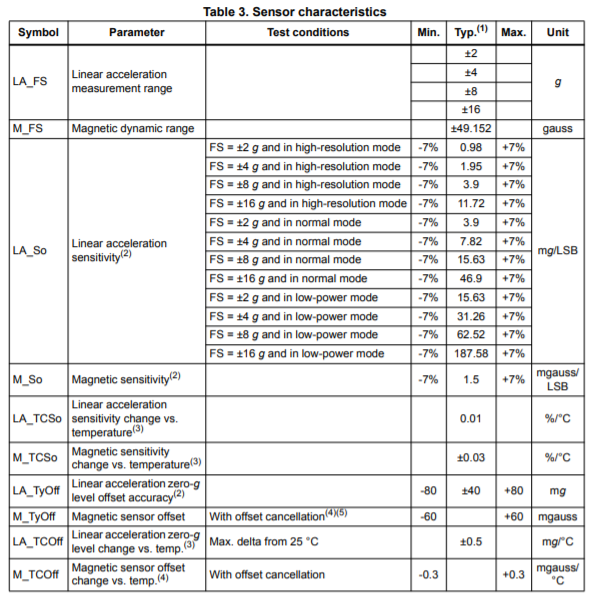 Table 3. Sensor characteristics
Symbol Parameter Test conditions Min. Typ.(1) Max. Unit
LA_FS Linear acceleration measurement range ±2 g
±4
±8
±16
M_FS Magnetic dynamic range ±49.152 gauss
LA_So Linear acceleration sensitivity(2) FS = ±2 g and in high-resolution mode -7% 0.98 +7% mg/LSB
FS = ±4 g and in high-resolution mode -7% 1.95 +7%
FS = ±8 g and in high-resolution mode -7% 3.9 +7%
FS = ±16 g and in high-resolution mode -7% 11.72 +7%
FS = ±2 g and in normal mode -7% 3.9 +7%
FS = ±4 g and in normal mode -7% 7.82 +7%
FS = ±8 g and in normal mode -7% 15.63 +7%
FS = ±16 g and in normal mode -7% 46.9 +7%
FS = ±2 g and in low-power mode -7% 15.63 +7%
FS = ±4 g and in low-power mode -7% 31.26 +7%
FS = ±8 g and in low-power mode -7% 62.52 +7%
FS = ±16 g and in low-power mode -7% 187.58 +7%
M_So Magnetic sensitivity(2) -7% 1.5 +7% mgauss/LSB
LA_TCSo Linear acceleration sensitivity change vs. temperature(3) 0.01 %/°C
M_TCSo Magnetic sensitivity change vs. temperature(3) ±0.03 %/°C
LA_TyOff Linear acceleration zero-g level offset accuracy(2) -80 ±40 +80 mg
M_TyOff Magnetic sensor offset With offset cancellation(4)(5) -60 +60 mgauss
LA_TCOff Linear acceleration zero-g level change vs. temp.(3) Max. delta from 25 °C ±0.5 mg/°C
M_TCOff Magnetic sensor offset change vs. temp.(4) With offset cancellation -0.3 +0.3 mgauss/°C